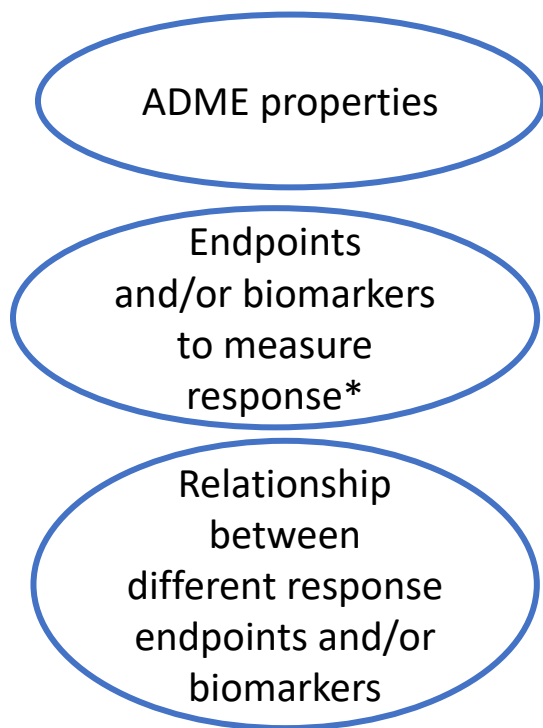 ADME properties
Endpoints
and/or biomarkers
to measure
response*
Relationship
between
different response
endpoints and/or
biomarkers